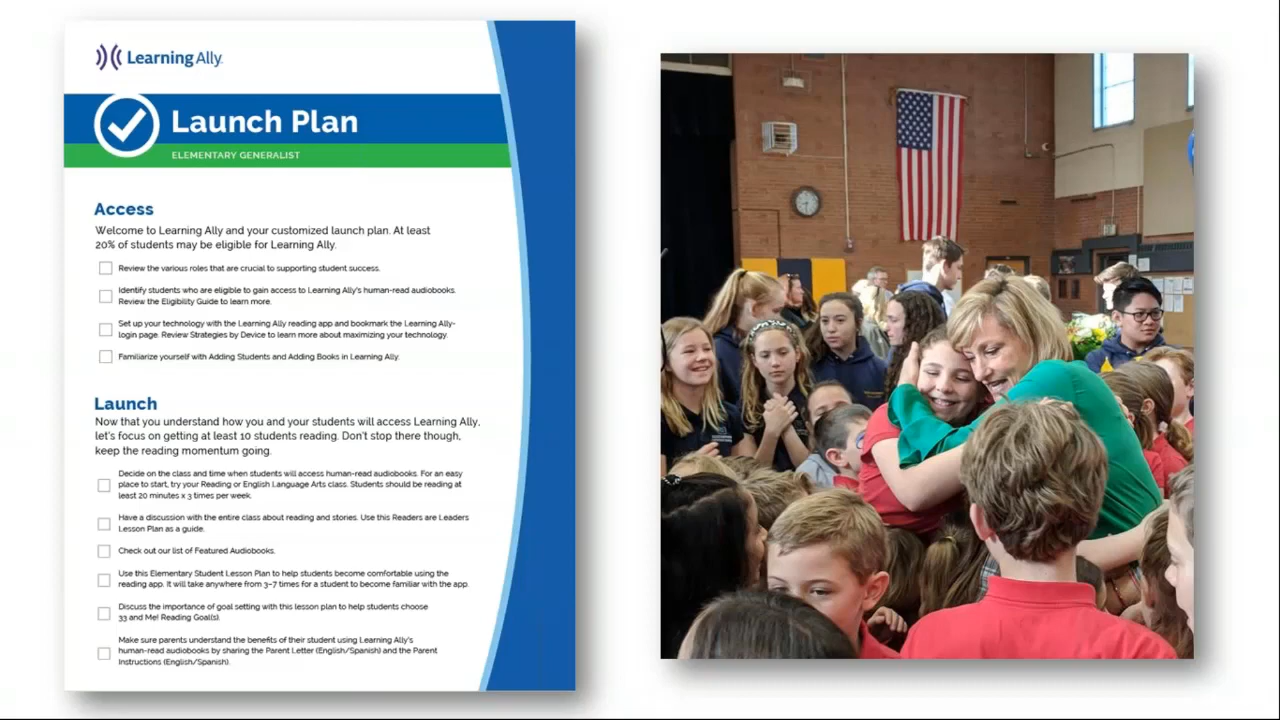 Learning Ally
Launch Plan
ELEMENTARY GENERALIST
Access
Welcome to Learning Ally and your customized launch plan. At least
20% of students may be eligible for Learning Ally.
Review the various roles that are crucial to supporting student success.
Identify students who are eligible to gain access to Learning Ally's human-read audiobooks.
Review the Eligibility Guide to learn more.
Set up your technology with the Learning Ally reading app and bookmark the Learning Ally-
login page. Review Strategies by Device to learn more about maximizing your technology.
Familiarize yourself with Adding Students and Adding Books in Learning Ally.
Launch
Now that you understand how you and your students will access Learning Ally,
let's focus on getting at least 10 students reading. Don't stop there though,
keep the reading momentum going.
Decide on the class and time when students will access human-read audiobooks. For an easy
place to start, try your Reading or English Language Arts class. Students should be reading at
least 20 minutes x 3 times per week.
Have a discussion with the entire class about reading and stories. Use this Readers are Leaders
Lesson Plan as a guide.
Check out our list of Featured Audiobooks.
Use this Elementary Student Lesson Plan to help students become comfortable using the
reading app. It will take anywhere from 3-7 times for a student to become familiar with the app.
Discuss the importance of goal setting with this lesson plan to help students choose
33 and Me! Reading Goal(s).
Make sure parents understand the benefits of their student using Learning Ally's
human-read audiobooks by sharing the Parent Letter (English/Spanish) and the Parent
Instructions (English/Spanish).